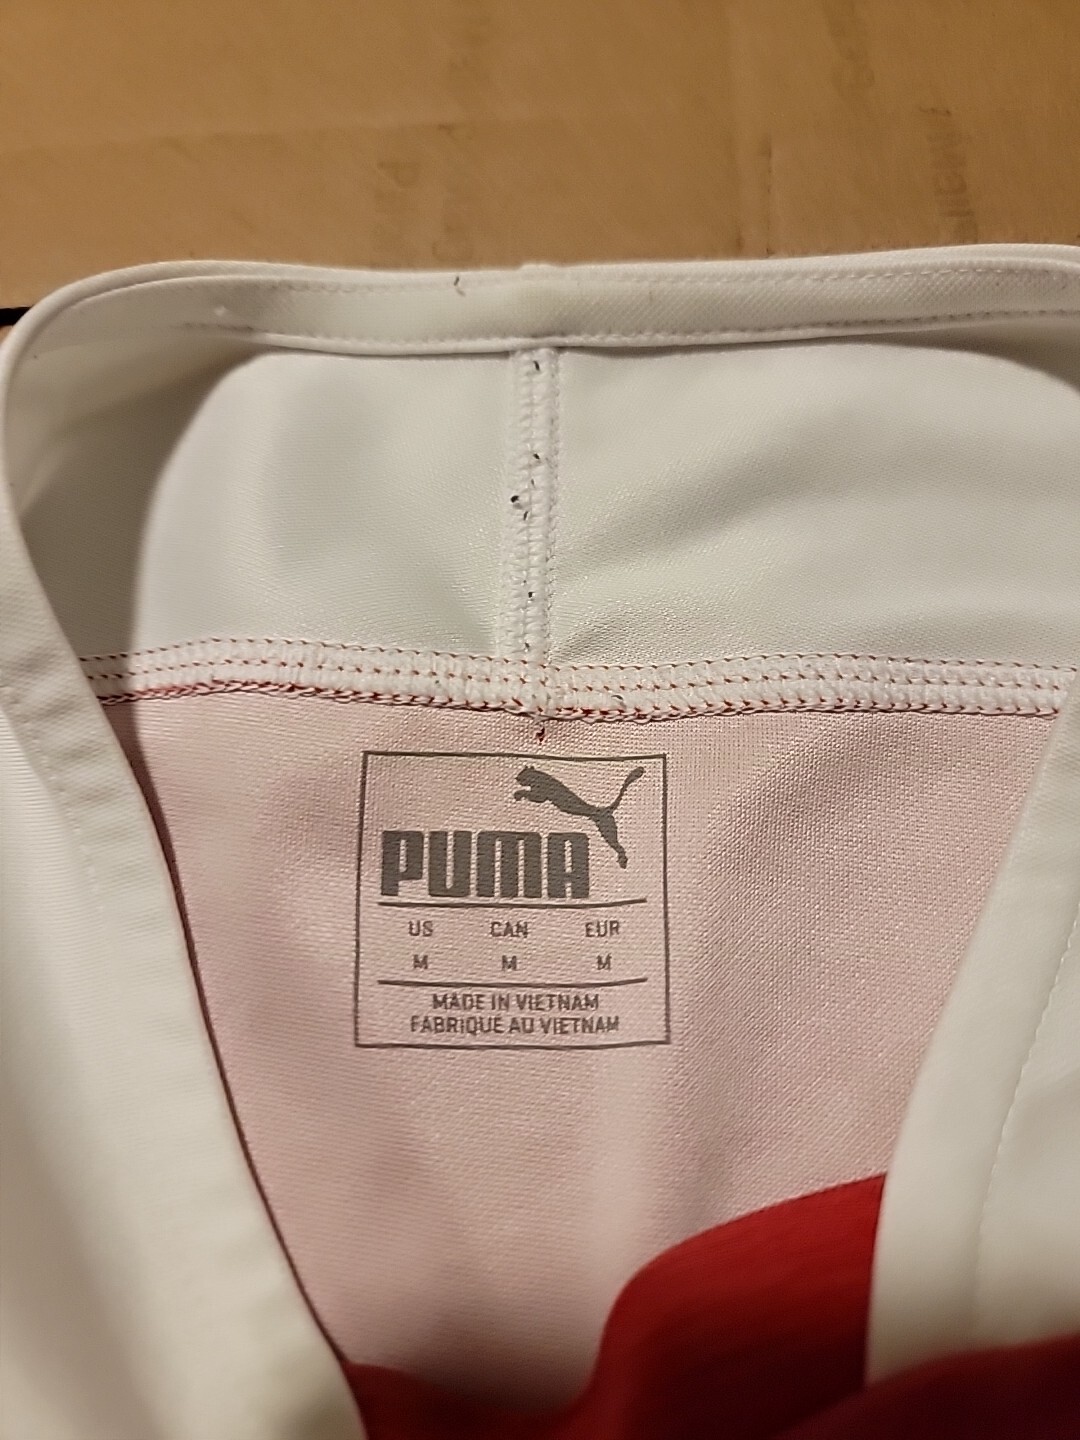 PUMA
US CAN EUR
M M M
MADE IN VIETNAM
FABRIQUÉ AU VIETNAM